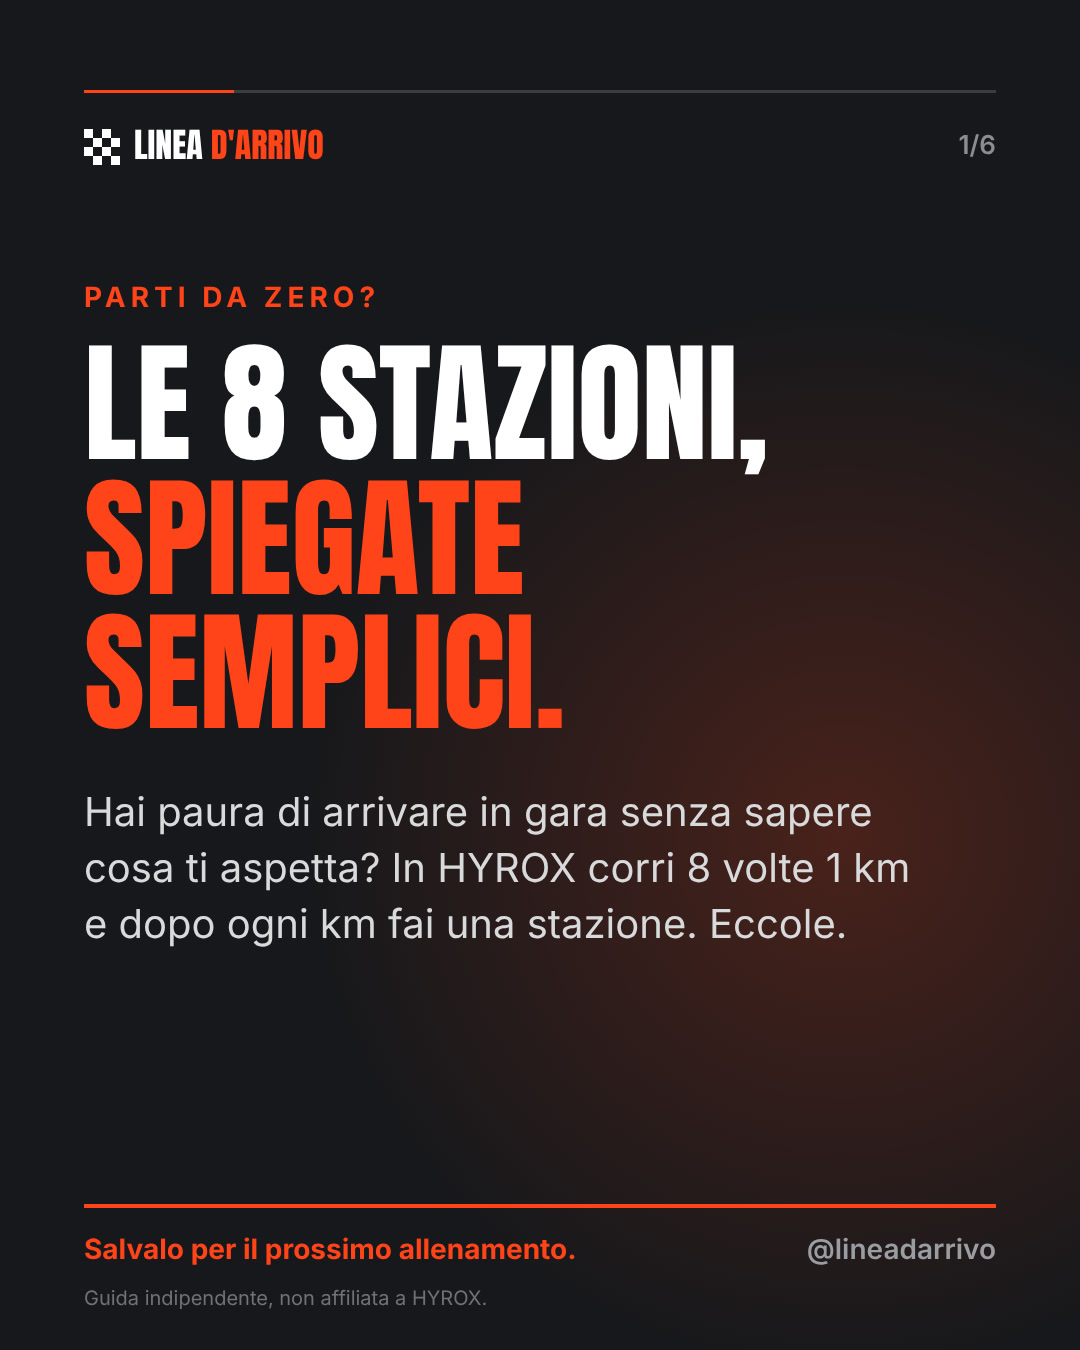 LINEA D'ARRIVO
1/6
PARTI DA ZERO?
LE 8 STAZIONI,
SPIEGATE
SEMPLICI.
Hai paura di arrivare in gara senza sapere
cosa ti aspetta? In HYROX corri 8 volte 1 km
e dopo ogni km fai una stazione. Eccole.
Salvalo per il prossimo allenamento.
@lineadarrivo
Guida indipendente, non affiliata a HYROX.